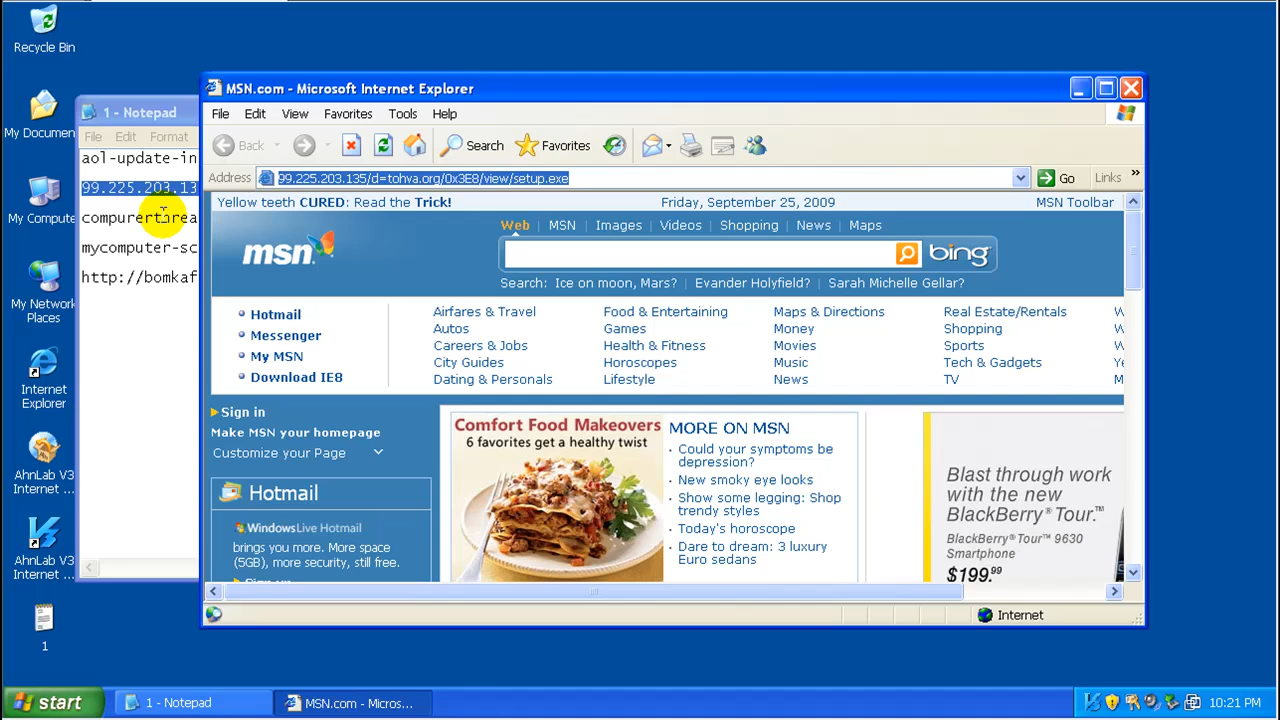 Recycle Bin
My Documen
My Compute
My Network
Places
Internet
Explorer
AhnLab V3
Internet ...
AhnLab V3
Internet ...
1
1 - Notepad
File Edit Format
aol-update-in
99.225.203.13
compurerthrea
mycomputer-sc
http://bomkaf
MSN.com - Microsoft Internet Explorer
File Edit View Favorites Tools Help
Back Search Favorites
Address 99.225.203.135/d=tohva.org/0x3E8/view/setup.exe Go Links »
Yellow teeth CURED: Read the Trick! Friday, September 25, 2009 MSN Toolbar
msn
Web MSN Images Videos Shopping News Maps
bing
Search: Ice on moon, Mars? Evander Holyfield? Sarah Michelle Gellar?
Hotmail
Messenger
My MSN
Download IE8
Airfares & Travel Food & Entertaining Maps & Directions Real Estate/Rentals W
Autos Games Money Shopping W
Careers & Jobs Health & Fitness Movies Sports W
City Guides Horoscopes Music Tech & Gadgets Ye
Dating & Personals Lifestyle News TV M
Sign in
Make MSN your homepage
Customize your Page
Hotmail
WindowsLive Hotmail
brings you more. More space
(5GB), more security, still free.
Comfort Food Makeovers
6 favorites get a healthy twist
MORE ON MSN
Could your symptoms be
depression?
New smoky eye looks
Show some legging: Shop
trendy styles
Today's horoscope
Dare to dream: 3 luxury
Euro sedans
Blast through work
with the new
BlackBerry® Tour.™
BlackBerry® Tour™ 9630
Smartphone
$199.99
Internet
start
1 - Notepad
MSN.com - Micros...
10:21 PM